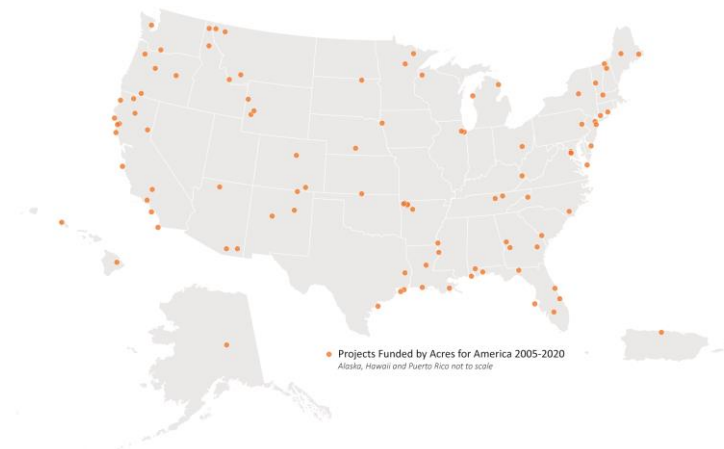 Projects Funded by Acres for America 2005-2020
Alaska, Hawaii and Puerto Rico not to scale